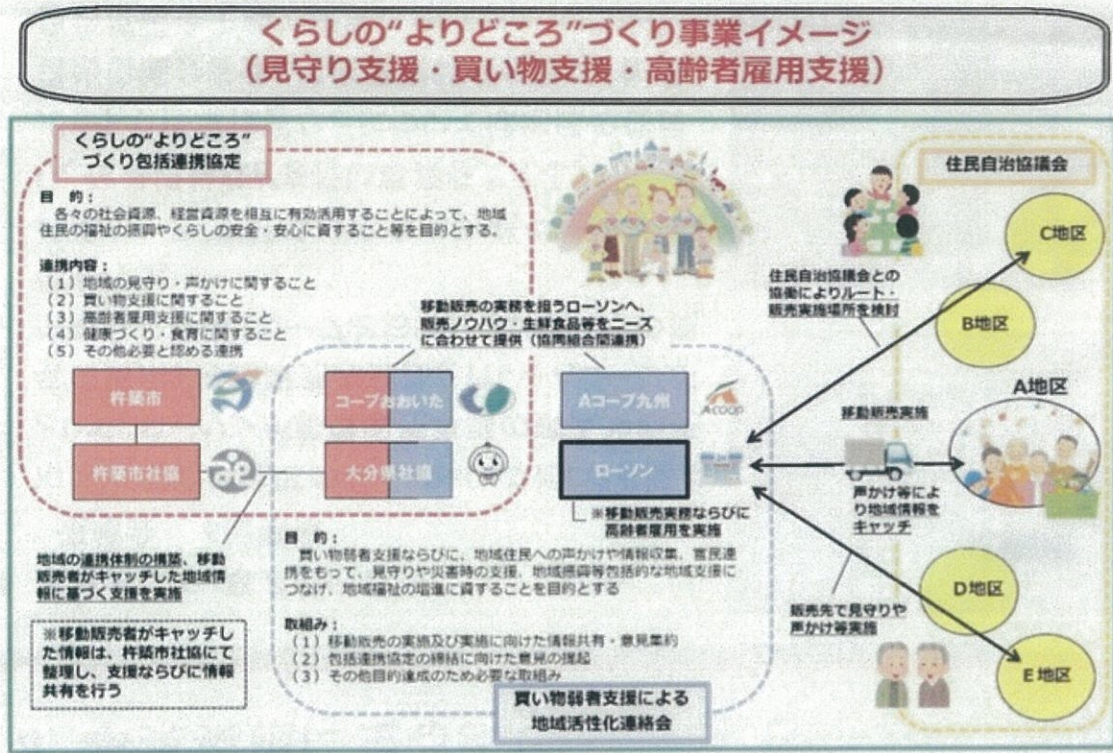 くらしの“よりどころ”づくり事業イメージ
（見守り支援・買い物支援・高齢者雇用支援）
くらしの“よりどころ”
づくり包括連携協定
目　的：
各々の社会資源、経営資源を相互に有効活用することによって、地域
住民の福祉の振興やくらしの安全・安心に資すること等を目的とする。
連携内容：
（１）地域の見守り・声かけに関すること
（２）買い物支援に関すること
（３）高齢者雇用支援に関すること
（４）健康づくり・食育に関すること
（５）その他必要と認める連携
移動販売の実務を担うローソンへ、
販売ノウハウ・生鮮食品等をニーズ
に合わせて提供（協同組合間連携）
杵築市
コープおおいた
Aコープ九州
A-COOP
杵築市社協
大分県社協
ローソン
※移動販売実務ならびに
高齢者雇用を実施
地域の連携体制の構築、移動
販売者がキャッチした地域情
報に基づく支援を実施
※移動販売者がキャッチし
た情報は、杵築市社協にて
整理し、支援ならびに情報
共有を行う
目　的：
買い物弱者支援ならびに、地域住民への声かけや情報収集、官民連
携をもって、見守りや災害時の支援、地域振興等包括的な地域支援に
つなげ、地域福祉の増進に資することを目的とする
取組み：
（１）移動販売の実施及び実施に向けた情報共有・意見集約
（２）包括連携協定の締結に向けた意見の提起
（３）その他目的達成のため必要な取組み
買い物弱者支援による
地域活性化連絡会
住民自治協議会
住民自治協議会との
協働によりルート・
販売実施場所を検討
C地区
B地区
A地区
移動販売実施
声かけ等によ
り地域情報を
キャッチ
D地区
販売先で見守りや
声かけ等実施
E地区